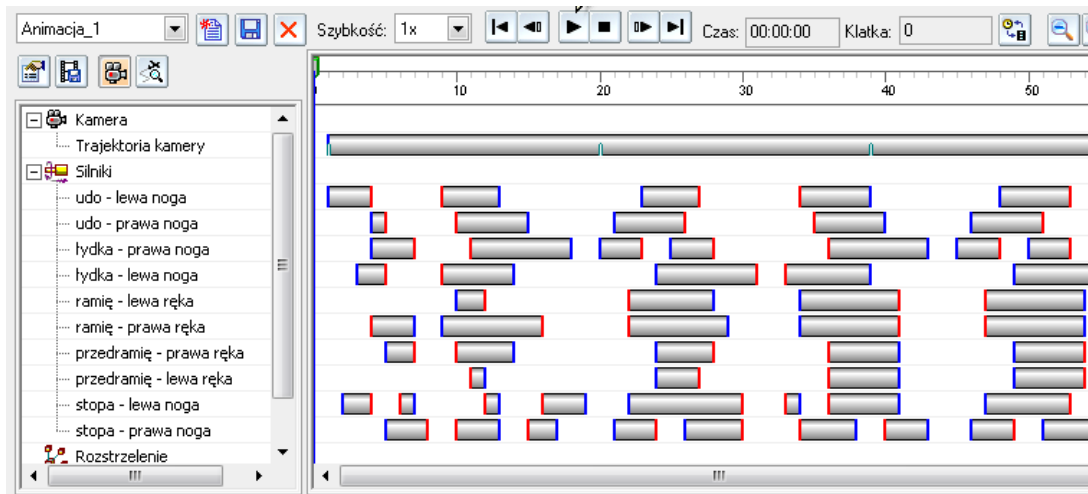 Animacja_1 Szybkość: 1x Czas: 00:00:00 Klatka: 0
10 20 30 40 50
Kamera
Trajektoria kamery
Silniki
udo - lewa noga
udo - prawa noga
łydka - prawa noga
łydka - lewa noga
ramię - lewa ręka
ramię - prawa ręka
przedramię - prawa ręka
przedramię - lewa ręka
stopa - lewa noga
stopa - prawa noga
Rozstrzelenie